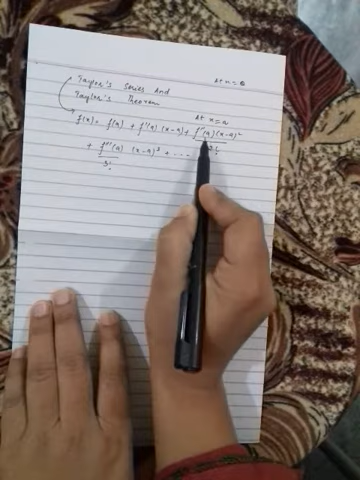 At x = 0
Taylor's Series And
Taylor's Theorem
At x = a
f(x) = f(a) + f'(a) (x-a) + f''(a) (x-a)²
2!
+ f'''(a) (x-a)³ + ----
3!